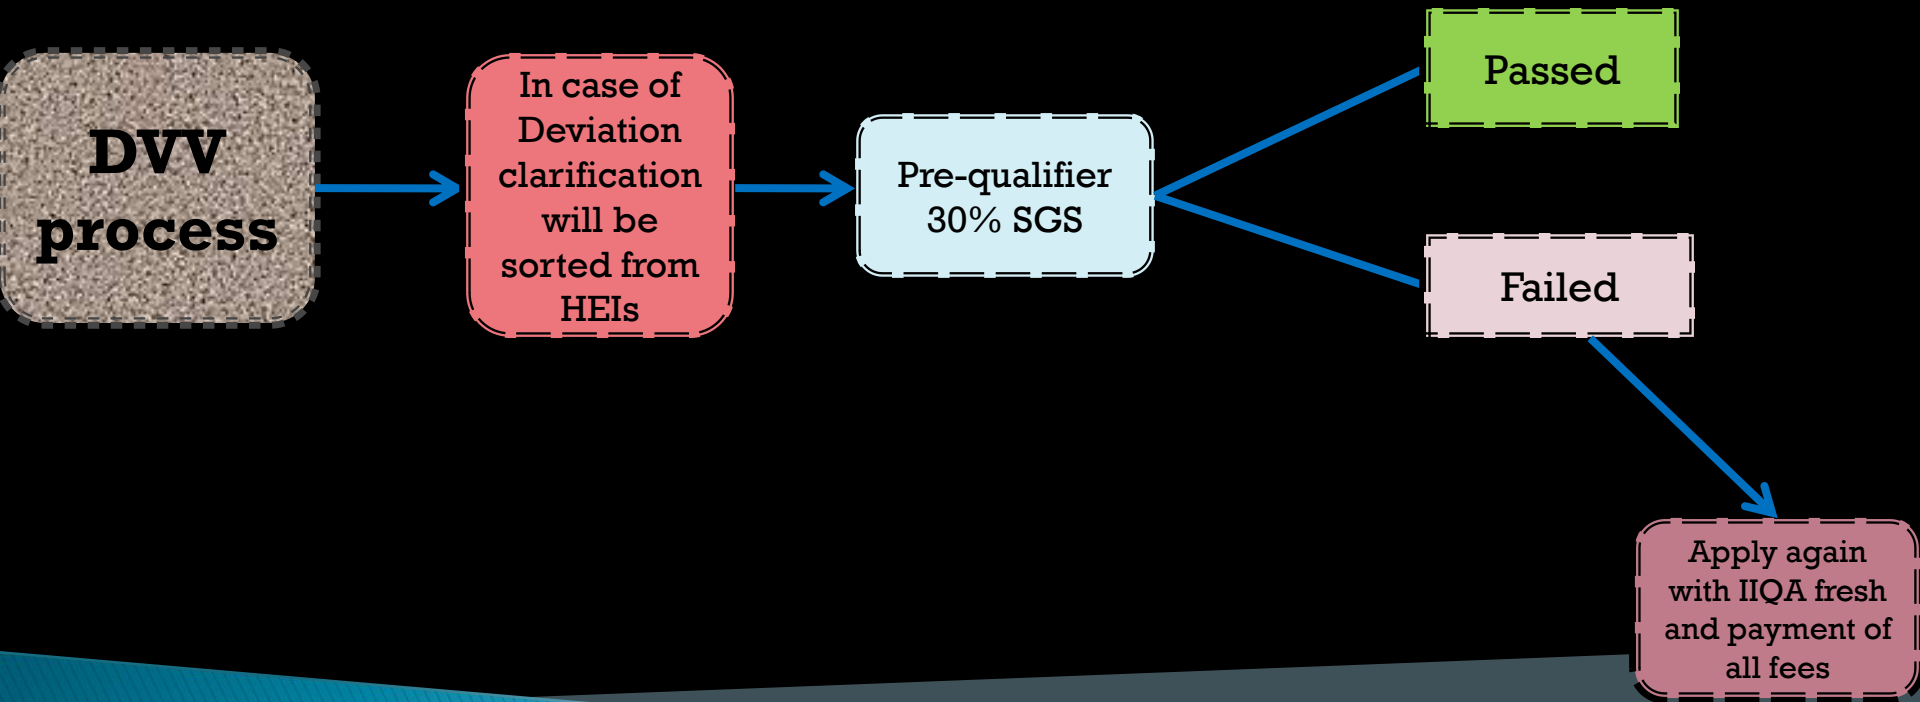 DVV
process
In case of
Deviation
clarification
will be
sorted from
HEIs
Pre-qualifier
30% SGS
Passed
Failed
Apply again
with IIQA fresh
and payment of
all fees